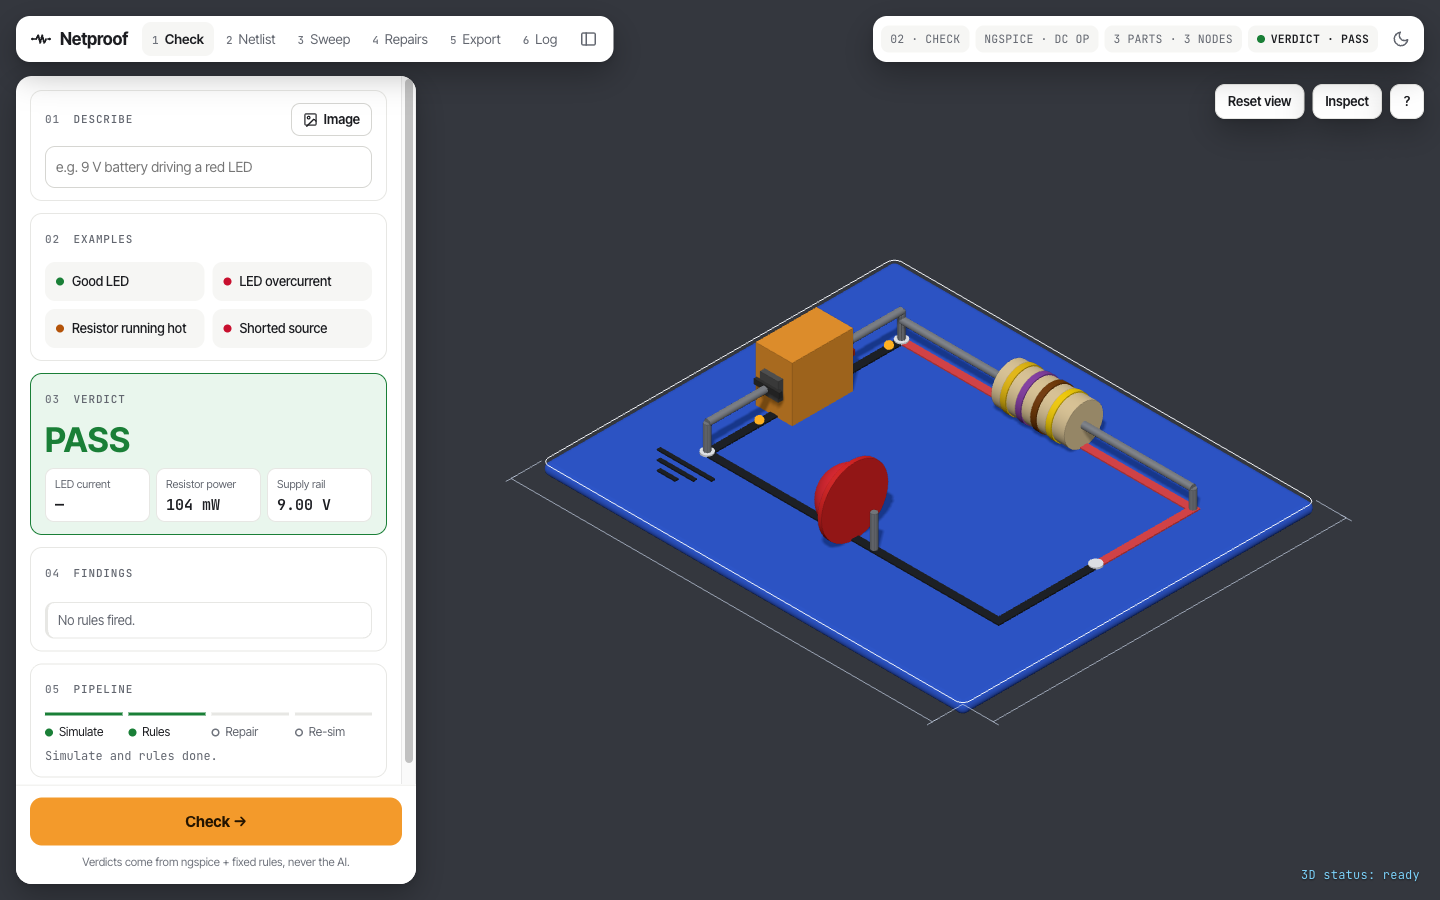 Netproof
1 Check
2 Netlist
3 Sweep
4 Repairs
5 Export
6 Log
02 · CHECK
NGSPICE · DC OP
3 PARTS · 3 NODES
VERDICT · PASS
Reset view
Inspect
?
01 DESCRIBE
Image
e.g. 9 V battery driving a red LED
02 EXAMPLES
Good LED
LED overcurrent
Resistor running hot
Shorted source
03 VERDICT
PASS
LED current
–
Resistor power
104 mW
Supply rail
9.00 V
04 FINDINGS
No rules fired.
05 PIPELINE
Simulate
Rules
Repair
Re-sim
Simulate and rules done.
Check →
Verdicts come from ngspice + fixed rules, never the AI.
3D status: ready